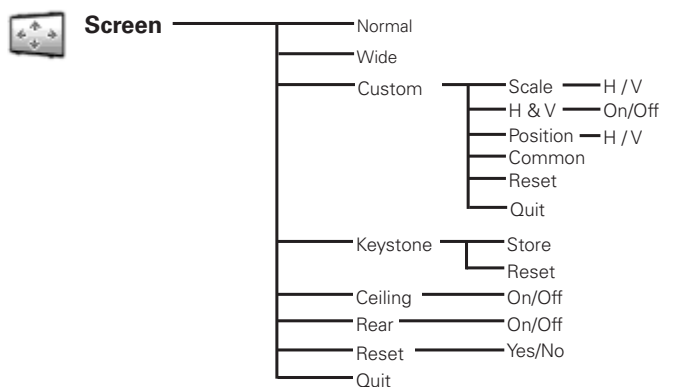 Screen Normal
Wide
Custom Scale H / V
H & V On/Off
Position H / V
Common
Reset
Quit
Keystone Store
Reset
Ceiling On/Off
Rear On/Off
Reset Yes/No
Quit